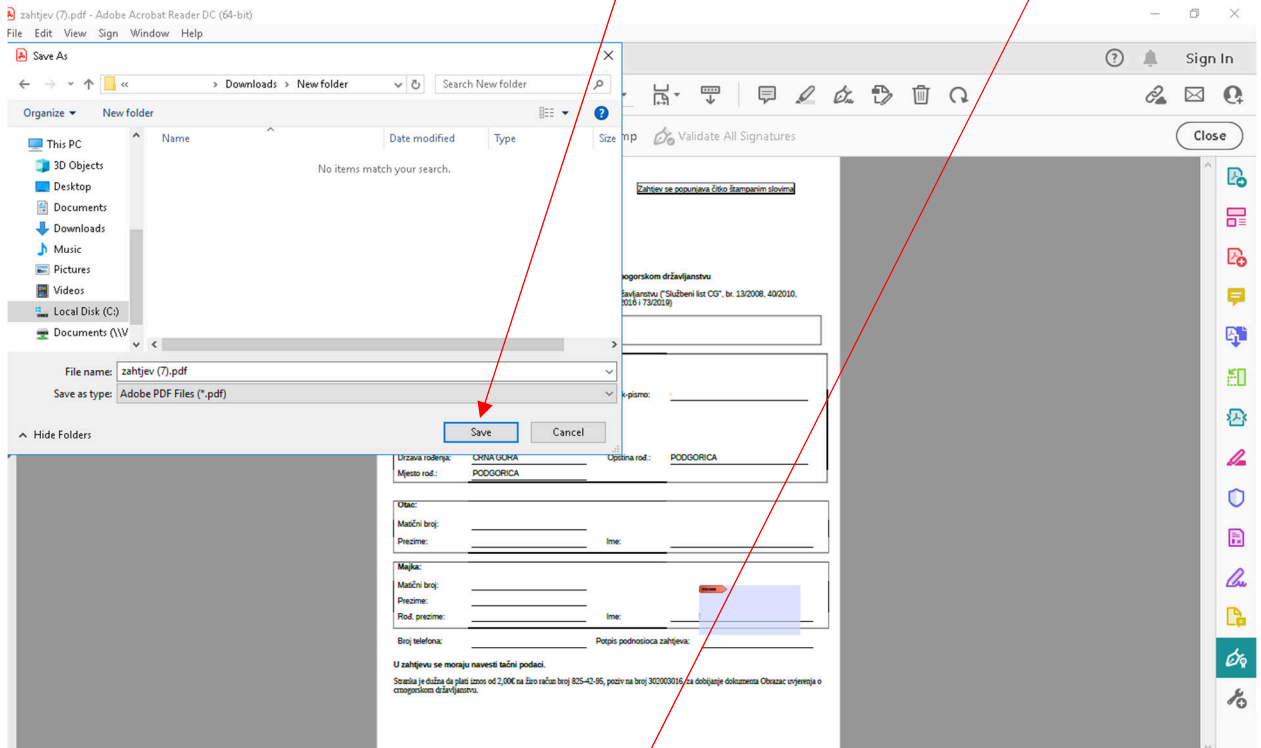 zahtjev (7).pdf - Adobe Acrobat Reader DC (64-bit)
File Edit View Sign Window Help
Save As
« > Downloads > New folder
Search New folder
Sign In
Organize
New folder
Validate All Signatures
Close
This PC
3D Objects
Desktop
Documents
Downloads
Music
Pictures
Videos
Local Disk (C:)
Documents (\\V
Name Date modified Type Size
No items match your search.
File name: zahtjev (7).pdf
Save as type: Adobe PDF Files (*.pdf)
Hide Folders
Save Cancel
Zahtjev se popunjava čitko štampanim slovima
nogorskom državljanstvu
žavljanstvu ("Službeni list CG", br. 13/2008, 40/2010,
2016 i 73/2019)
k-pismo:
Država rođenja: CRNA GORA Opština rođ.: PODGORICA
Mjesto rođ.: PODGORICA
Otac:
Matični broj:
Prezime: Ime:
Majka:
Matični broj:
Prezime:
Rođ. prezime: Ime:
Broj telefona: Potpis podnosioca zahtjeva:
U zahtjevu se moraju navesti tačni podaci.
Stranka je dužna da plati iznos od 2,00€ na žiro račun broj 825-42-95, poziv na broj 302003016, za dobijanje dokumenta Obrazac uvjerenja o
crnogorskom državljanstvu.